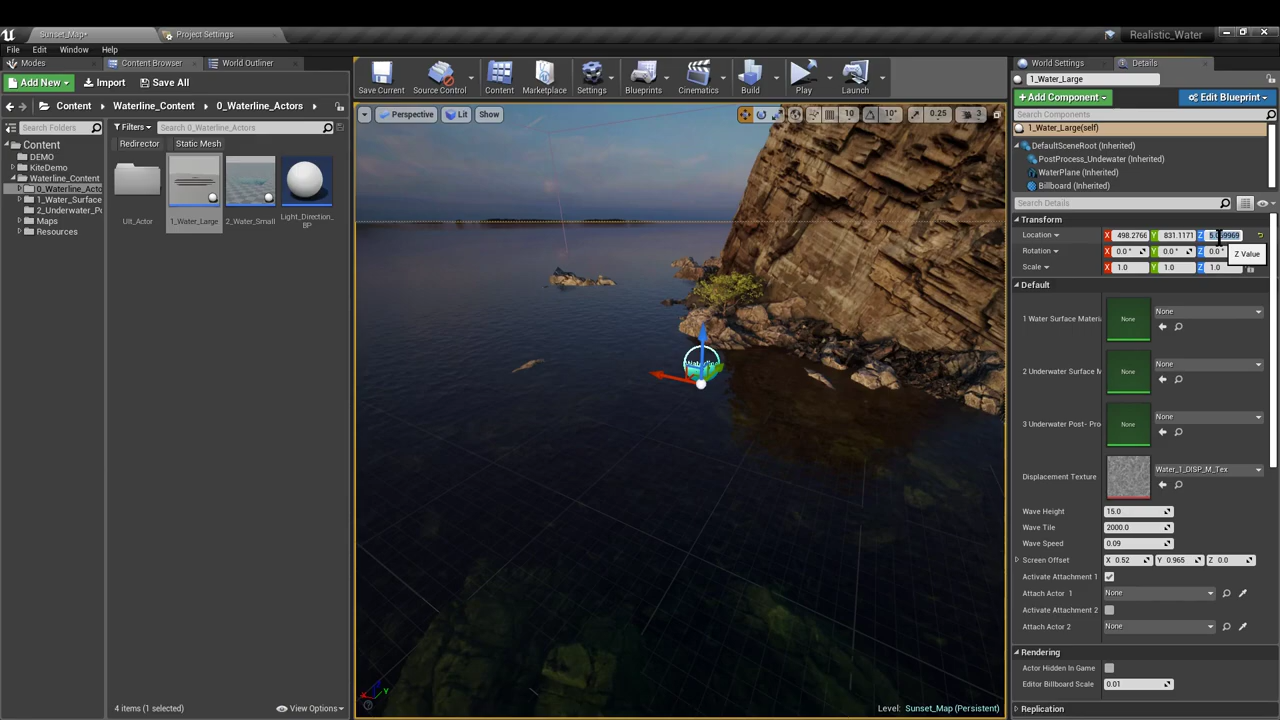 Sunset_Map•
Project Settings
Realistic_Water
File Edit Window Help
Modes
Content Browser
World Outliner
World Settings
Details
Add New
Import
Save All
Save Current
Source Control
Content
Marketplace
Settings
Blueprints
Cinematics
Build
Play
Launch
1_Water_Large
+Add Component
Edit Blueprint
Content
Waterline_Content
0_Waterline_Actors
Search Folders
Filters
Search 0_Waterline_Actors
Redirector
Static Mesh
Content
DEMO
KiteDemo
Waterline_Content
0_Waterline_Acto
1_Water_Surface
2_Underwater_Po
Maps
Resources
Ult_Actor
1_Water_Large
2_Water_Small
Light_Direction_
BP
4 items (1 selected)
View Options
Perspective
Lit
Show
10
10°
0.25
3
Level: Sunset_Map (Persistent)
Search Components
1_Water_Large(self)
DefaultSceneRoot (Inherited)
PostProcess_Underwater (Inherited)
WaterPlane (Inherited)
Billboard (Inherited)
Search Details
Transform
Location
X 498.2766 Y 831.1171 Z
Rotation
X 0.0° Y 0.0° Z 0.0°
Z Value
Scale
X 1.0 Y 1.0 Z 1.0
Default
1 Water Surface Materi
None
None
2 Underwater Surface M
None
None
3 Underwater Post- Pro
None
None
Displacement Texture
Water_1_DISP_M_Tex
Wave Height 15.0
Wave Tile 2000.0
Wave Speed 0.09
Screen Offset X 0.52 Y 0.965 Z 0.0
Activate Attachment 1
Attach Actor 1 None
Activate Attachment 2
Attach Actor 2 None
Rendering
Actor Hidden In Game
Editor Billboard Scale 0.01
Replication